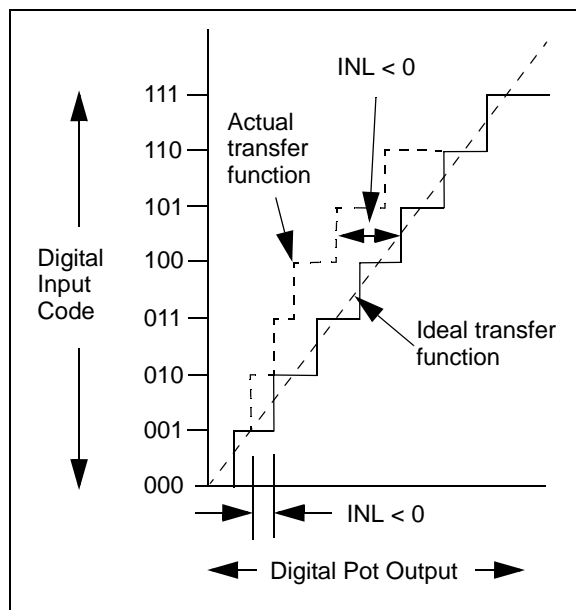 INL < 0
111
Actual
transfer
function
110
101
Digital
Input
Code
100
011
Ideal transfer
function
010
001
000
INL < 0
Digital Pot Output